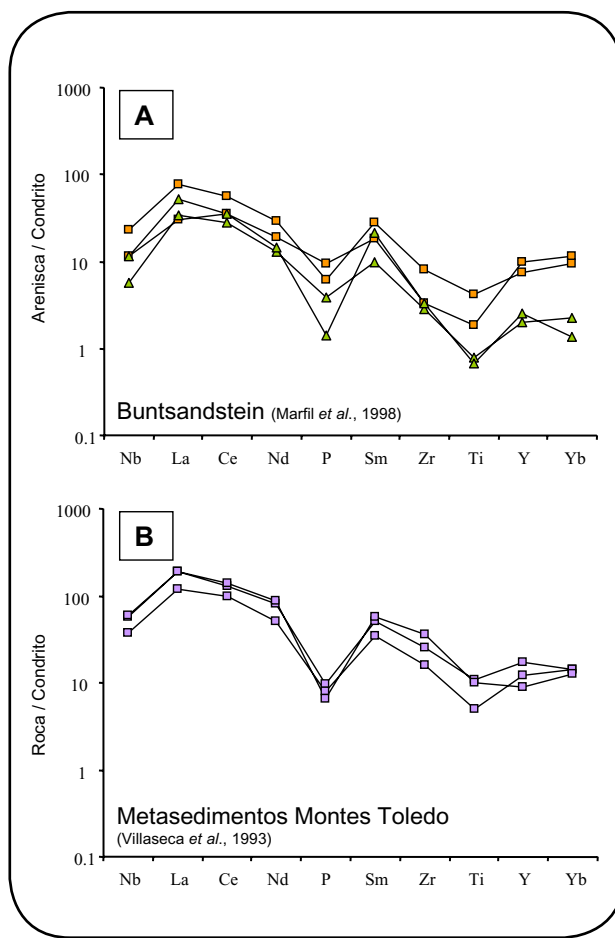 A
1000
100
10
1
0.1
Arenisca / Condrito
Buntsandstein (Marfil et al., 1998)
Nb La Ce Nd P Sm Zr Ti Y Yb
B
1000
100
10
1
0.1
Roca / Condrito
Metasedimentos Montes Toledo
(Villaseca et al., 1993)
Nb La Ce Nd P Sm Zr Ti Y Yb